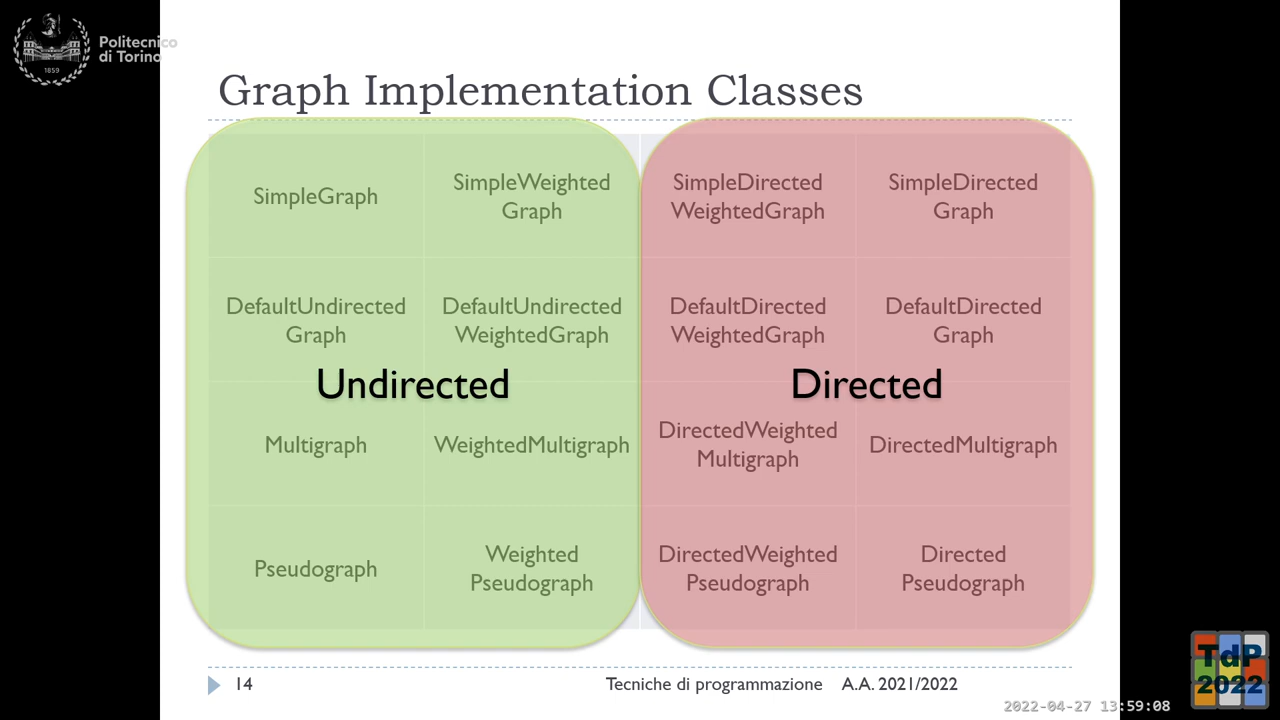 Politecnico
di Torino
1859
Graph Implementation Classes
SimpleGraph
SimpleWeighted
Graph
SimpleDirected
WeightedGraph
SimpleDirected
Graph
DefaultUndirected
Graph
DefaultUndirected
WeightedGraph
DefaultDirected
WeightedGraph
DefaultDirected
Graph
Undirected
Directed
Multigraph
WeightedMultigraph
DirectedWeighted
Multigraph
DirectedMultigraph
Pseudograph
Weighted
Pseudograph
DirectedWeighted
Pseudograph
Directed
Pseudograph
14
Tecniche di programmazione A.A. 2021/2022
2022-04-27 13:59:08
TdP
2022